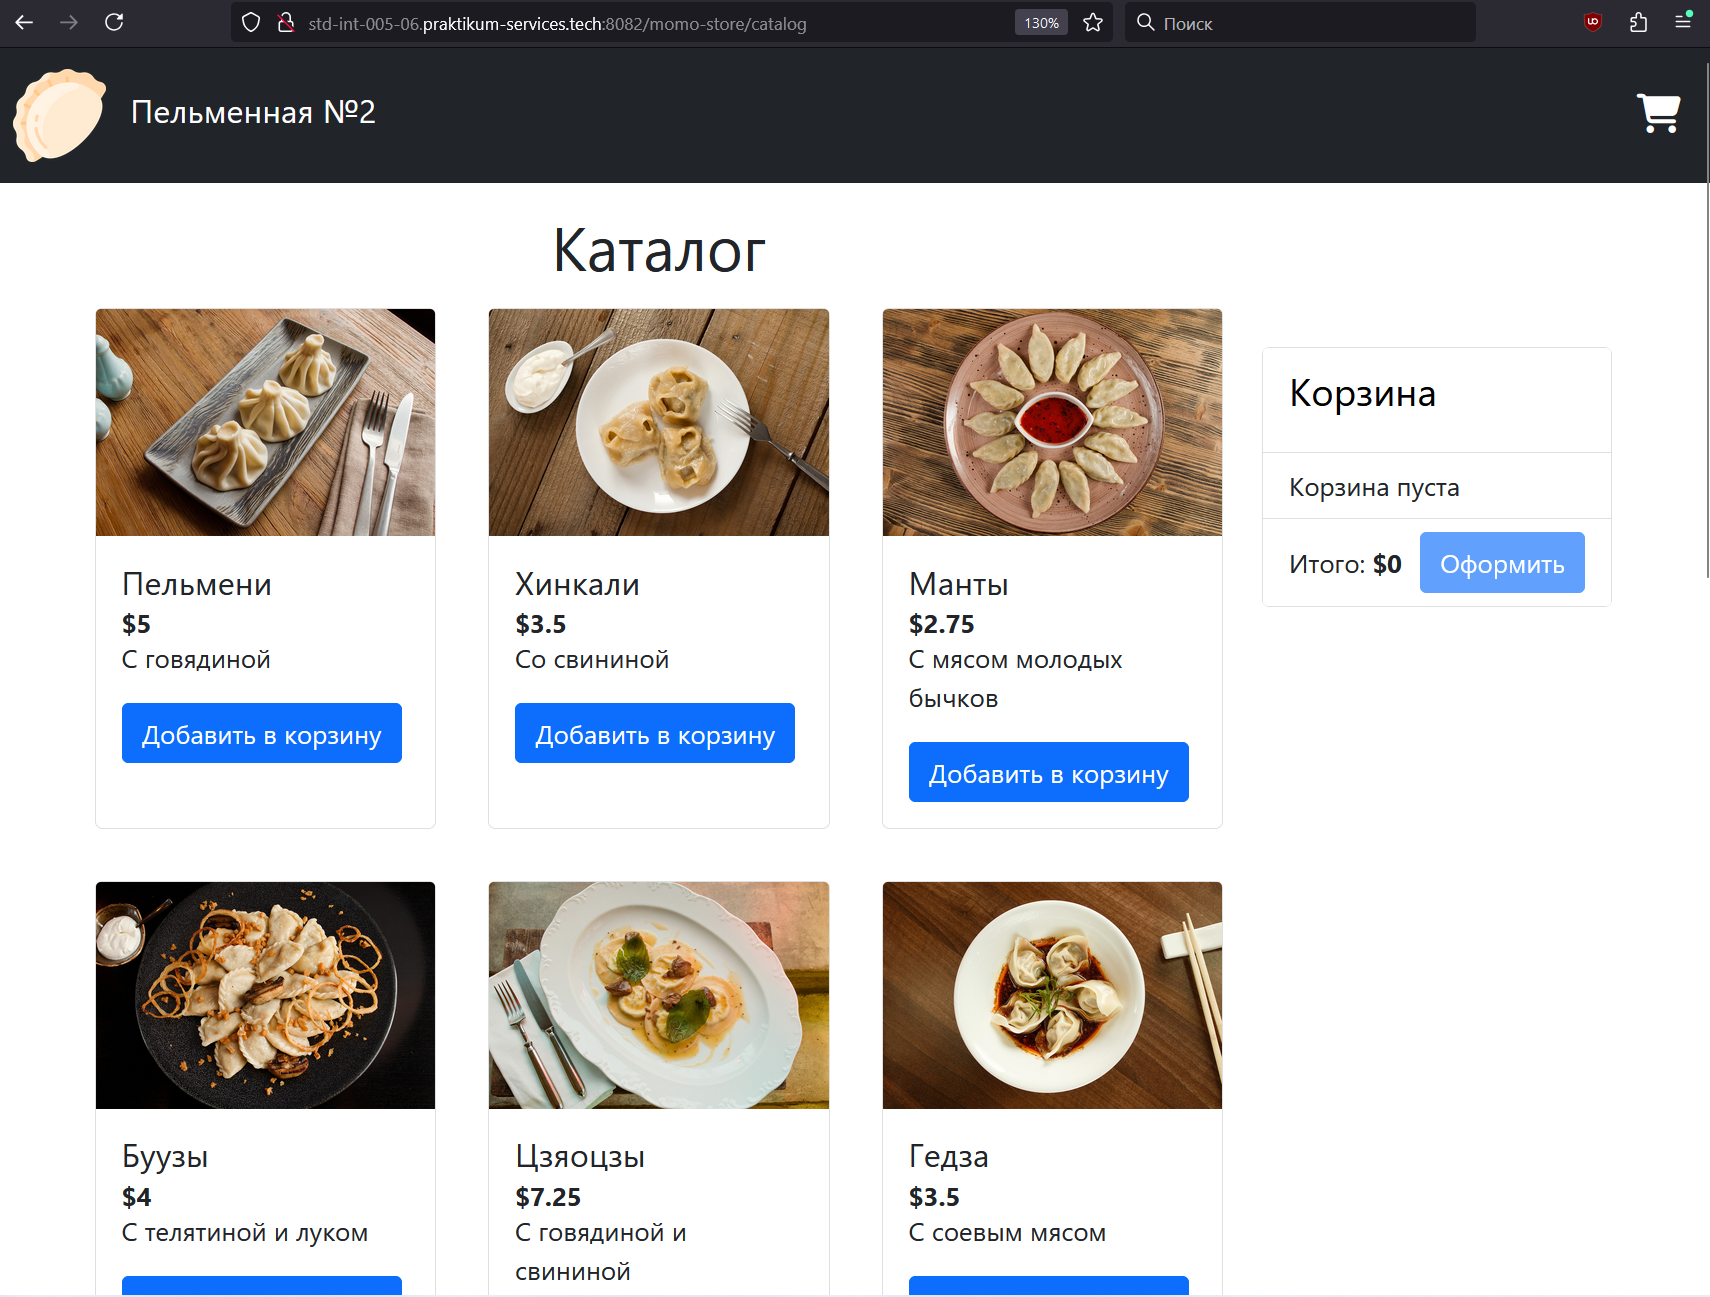 std-int-005-06.praktikum-services.tech:8082/momo-store/catalog
130%
Поиск
Пельменная №2
Каталог
Корзина
Корзина пуста
Итого: $0
Оформить
Пельмени
$5
С говядиной
Добавить в корзину
Хинкали
$3.5
Со свининой
Добавить в корзину
Манты
$2.75
С мясом молодых
бычков
Добавить в корзину
Буузы
$4
С телятиной и луком
Цзяоцзы
$7.25
С говядиной и
свининой
Гедза
$3.5
С соевым мясом